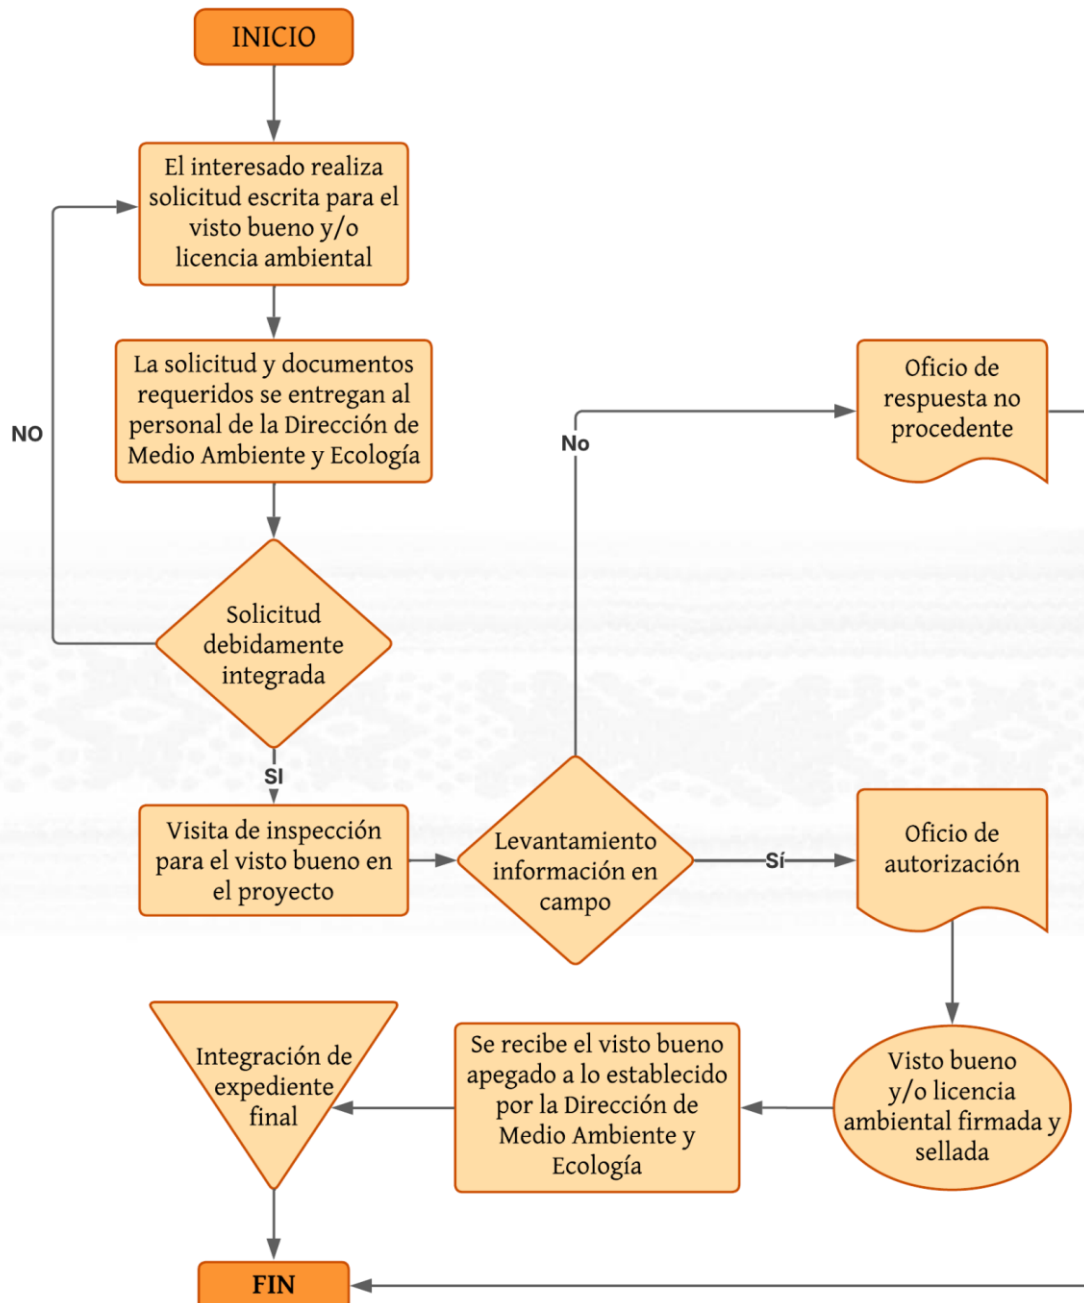 INICIO
El interesado realiza
solicitud escrita para el
visto bueno y/o
licencia ambiental
La solicitud y documentos
requeridos se entregan al
personal de la Dirección de
Medio Ambiente y Ecología
NO
Solicitud
debidamente
integrada
SI
Visita de inspección
para el visto bueno en
el proyecto
Levantamiento
información en
campo
No
Oficio de
respuesta no
procedente
Sí
Oficio de
autorización
Visto bueno
y/o licencia
ambiental firmada y
sellada
Se recibe el visto bueno
apegado a lo establecido
por la Dirección de
Medio Ambiente y
Ecología
Integración de
expediente
final
FIN